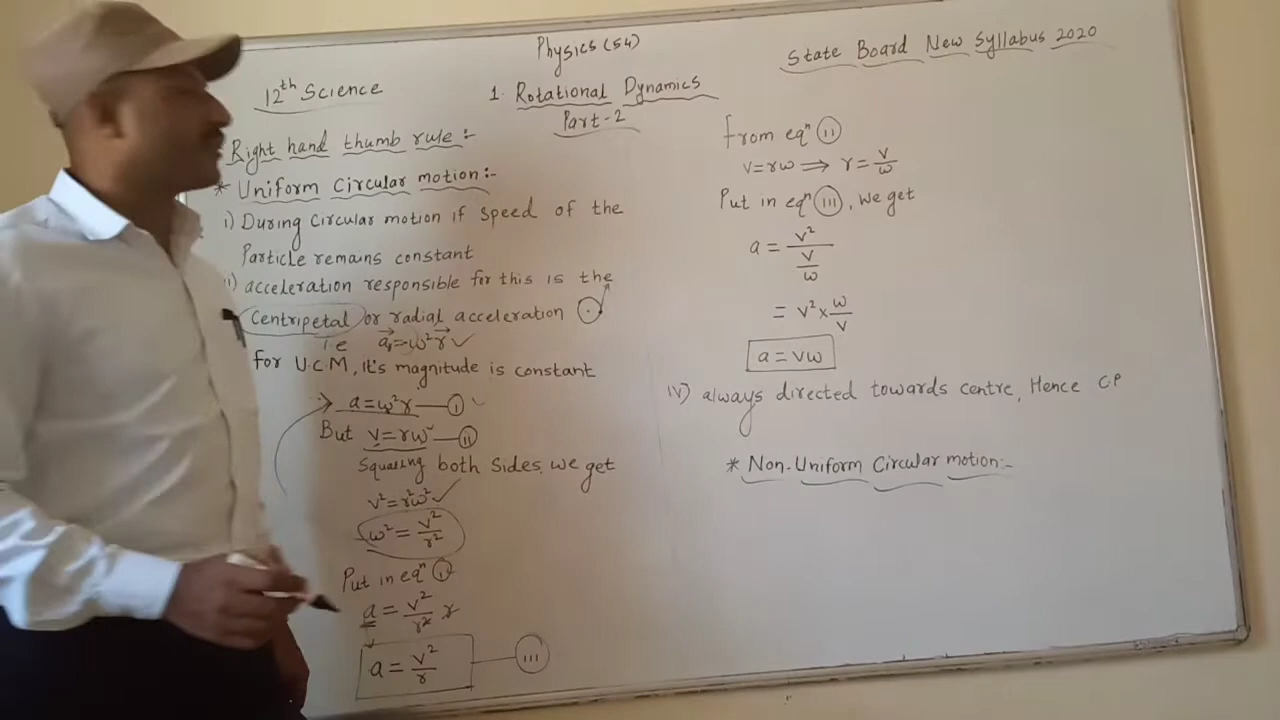 Physics (54)
State Board New Syllabus 2020
12th Science
1. Rotational Dynamics
Part-2
Right hand thumb rule :-
* Uniform Circular motion :-
i) During Circular motion if Speed of the
Particle remains constant
ii) acceleration responsible for this is the
Centripetal or radial acceleration
i.e
For U.C.M, it's magnitude is constant
a=ω²r — (I)
But v=rω — (II)
Squaring both Sides, we get
v²=r²ω²
ω² = v²/r²
Put in eqⁿ (I)
a = v²/r² × r
a = v²/r — (III)
from eqⁿ (II)
v=rω ⟹ r = v/ω
Put in eqⁿ (III), we get
a = v²/(v/ω)
= v² × ω/v
a = vω
iv) always directed towards centre, Hence CP
* Non-Uniform Circular motion :-